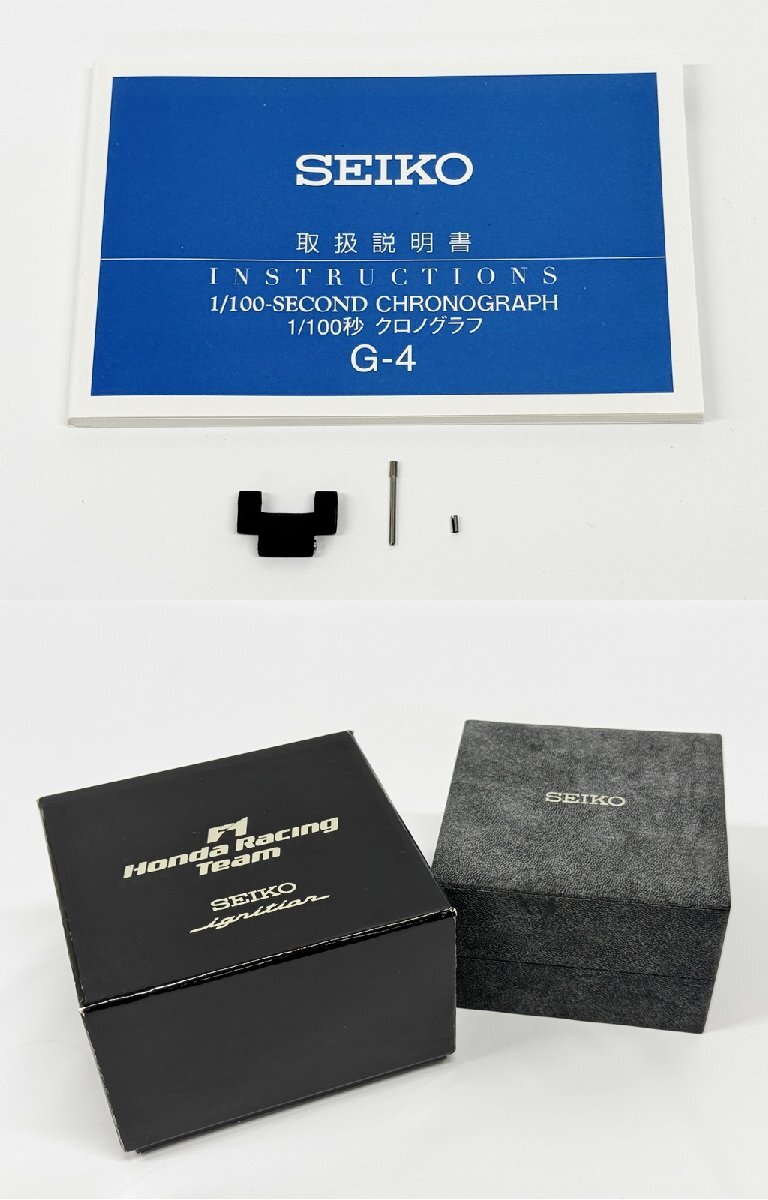 SEIKO
取扱説明書
INSTRUCTIONS
1/100-SECOND CHRONOGRAPH
1/100秒 クロノグラフ
G-4
F1
Honda Racing
Team
SEIKO
ignition
SEIKO